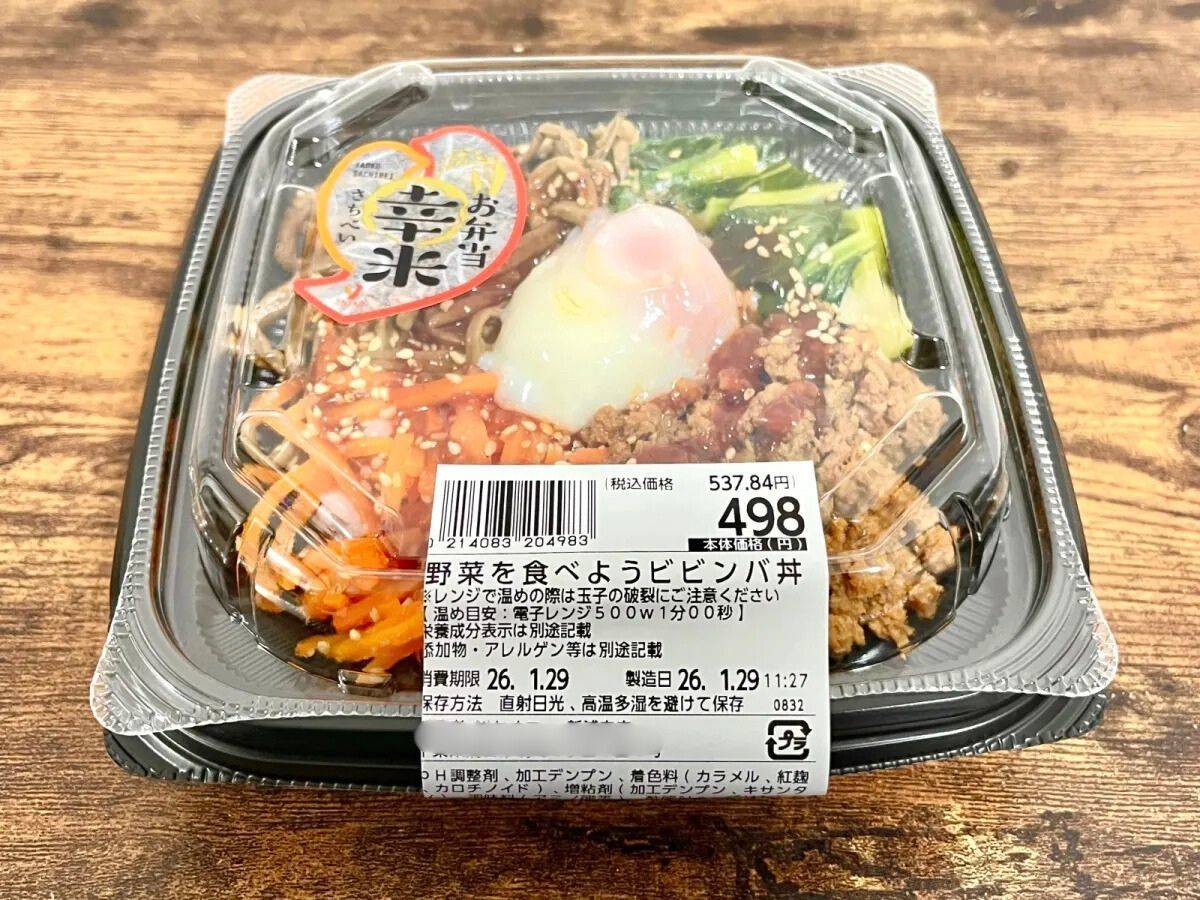 YAOKO
SACHIBEI
お弁当
幸米
さちべい
(税込価格 537.84円)
498
本体価格(円)
0 214083 204983
野菜を食べようビビンバ丼
※レンジで温めの際は玉子の破裂にご注意ください
【温め目安:電子レンジ500w1分00秒】
栄養成分表示は別途記載
添加物・アレルゲン等は別途記載
消費期限 26. 1.29 製造日 26. 1.29 11:27
保存方法 直射日光、高温多湿を避けて保存 0832
プラ
pH調整剤、加工デンプン、着色料(カラメル、紅麹
、カロチノイド)、増粘剤(加工デンプン、キサンタ